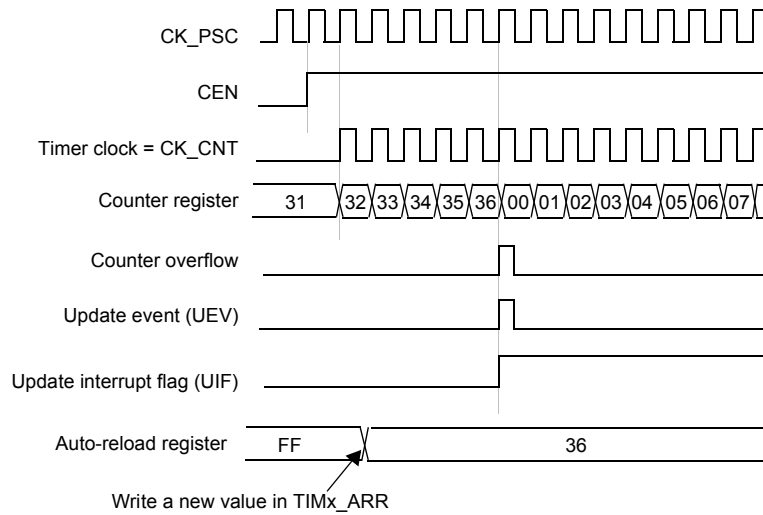 CK_PSC
CEN
Timer clock = CK_CNT
Counter register 31 32 33 34 35 36 00 01 02 03 04 05 06 07
Counter overflow
Update event (UEV)
Update interrupt flag (UIF)
Auto-reload register FF 36
Write a new value in TIMx_ARR